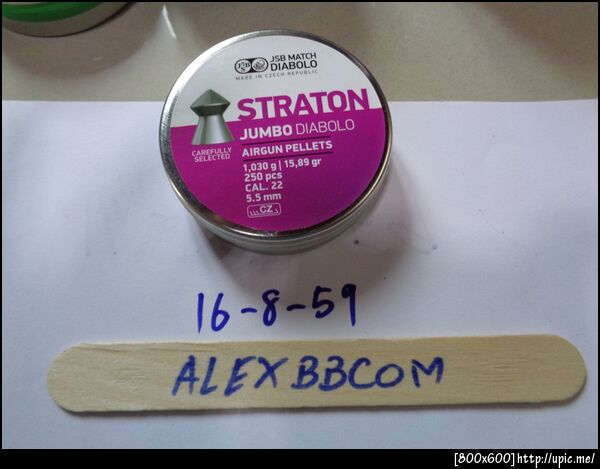 JSB MATCH
DIABOLO
MADE IN CZECH REPUBLIC
STRATON
JUMBO DIABOLO
AIRGUN PELLETS
CAREFULLY
SELECTED
1,030 g | 15,89 gr
250 pcs
CAL. 22
5.5 mm
CZ
16-8-59
ALEXBBCOM
[800x600]http://upic.me/